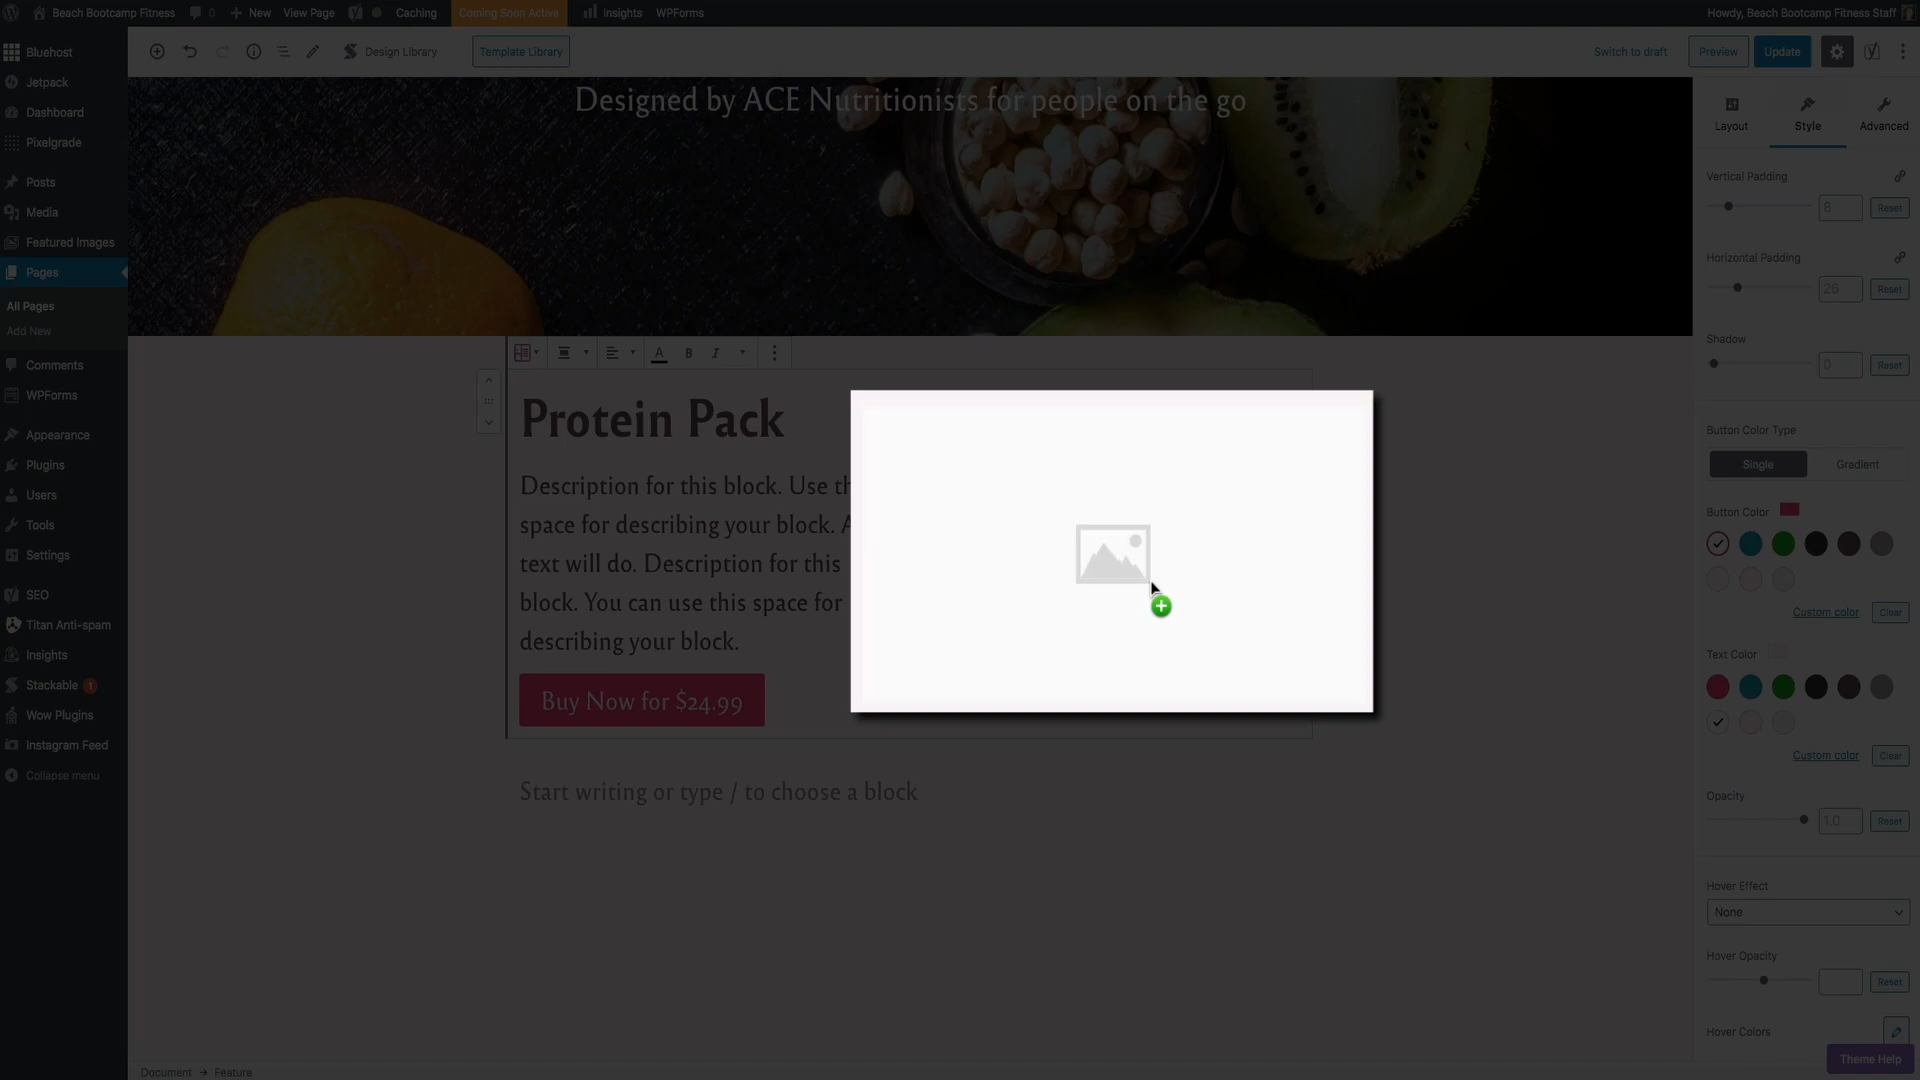 Beach Bootcamp Fitness 0 New View Page Caching Coming Soon Active Insights WPForms Howdy, Beach Bootcamp Fitness Staff
Bluehost
Jetpack
Dashboard
Pixelgrade
Posts
Media
Featured Images
Pages
All Pages
Add New
Comments
WPForms
Appearance
Plugins
Users
Tools
Settings
SEO
Titan Anti-spam
Insights
Stackable 1
Wow Plugins
Instagram Feed
Collapse menu
Design Library Template Library Switch to draft Preview Update
Designed by ACE Nutritionists for people on the go
A B I
Protein Pack
Description for this block. Use th
space for describing your block. A
text will do. Description for this
block. You can use this space for
describing your block.
Buy Now for $24.99
Start writing or type / to choose a block
Layout Style Advanced
Vertical Padding
8 Reset
Horizontal Padding
26 Reset
Shadow
0 Reset
Button Color Type
Single Gradient
Button Color
Custom color Clear
Text Color
Custom color Clear
Opacity
1.0 Reset
Hover Effect
None
Hover Opacity
Reset
Hover Colors
Theme Help
Document → Feature